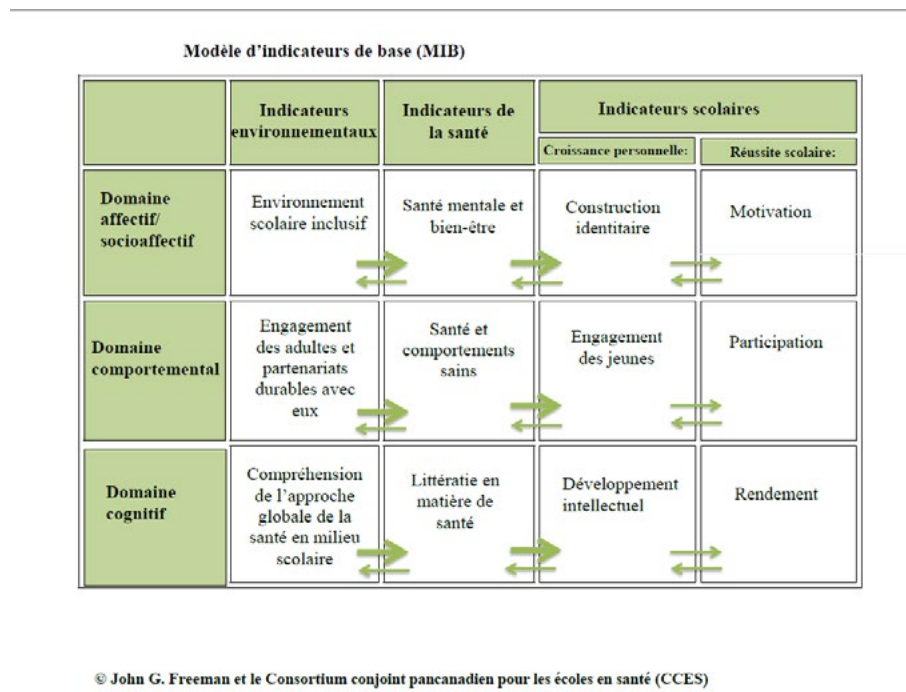 Modèle d'indicateurs de base (MIB)
Indicateurs
environnementaux
Indicateurs de
la santé
Indicateurs scolaires
Croissance personnelle:
Réussite scolaire:
Domaine
affectif/
socioaffectif
Environnement
scolaire inclusif
Santé mentale et
bien-être
Construction
identitaire
Motivation
Domaine
comportemental
Engagement
des adultes et
partenariats
durables avec
eux
Santé et
comportements
sains
Engagement
des jeunes
Participation
Domaine
cognitif
Compréhension
de l'approche
globale de la
santé en milieu
scolaire
Littératie en
matière de
santé
Développement
intellectuel
Rendement
© John G. Freeman et le Consortium conjoint pancanadien pour les écoles en santé (CCES)